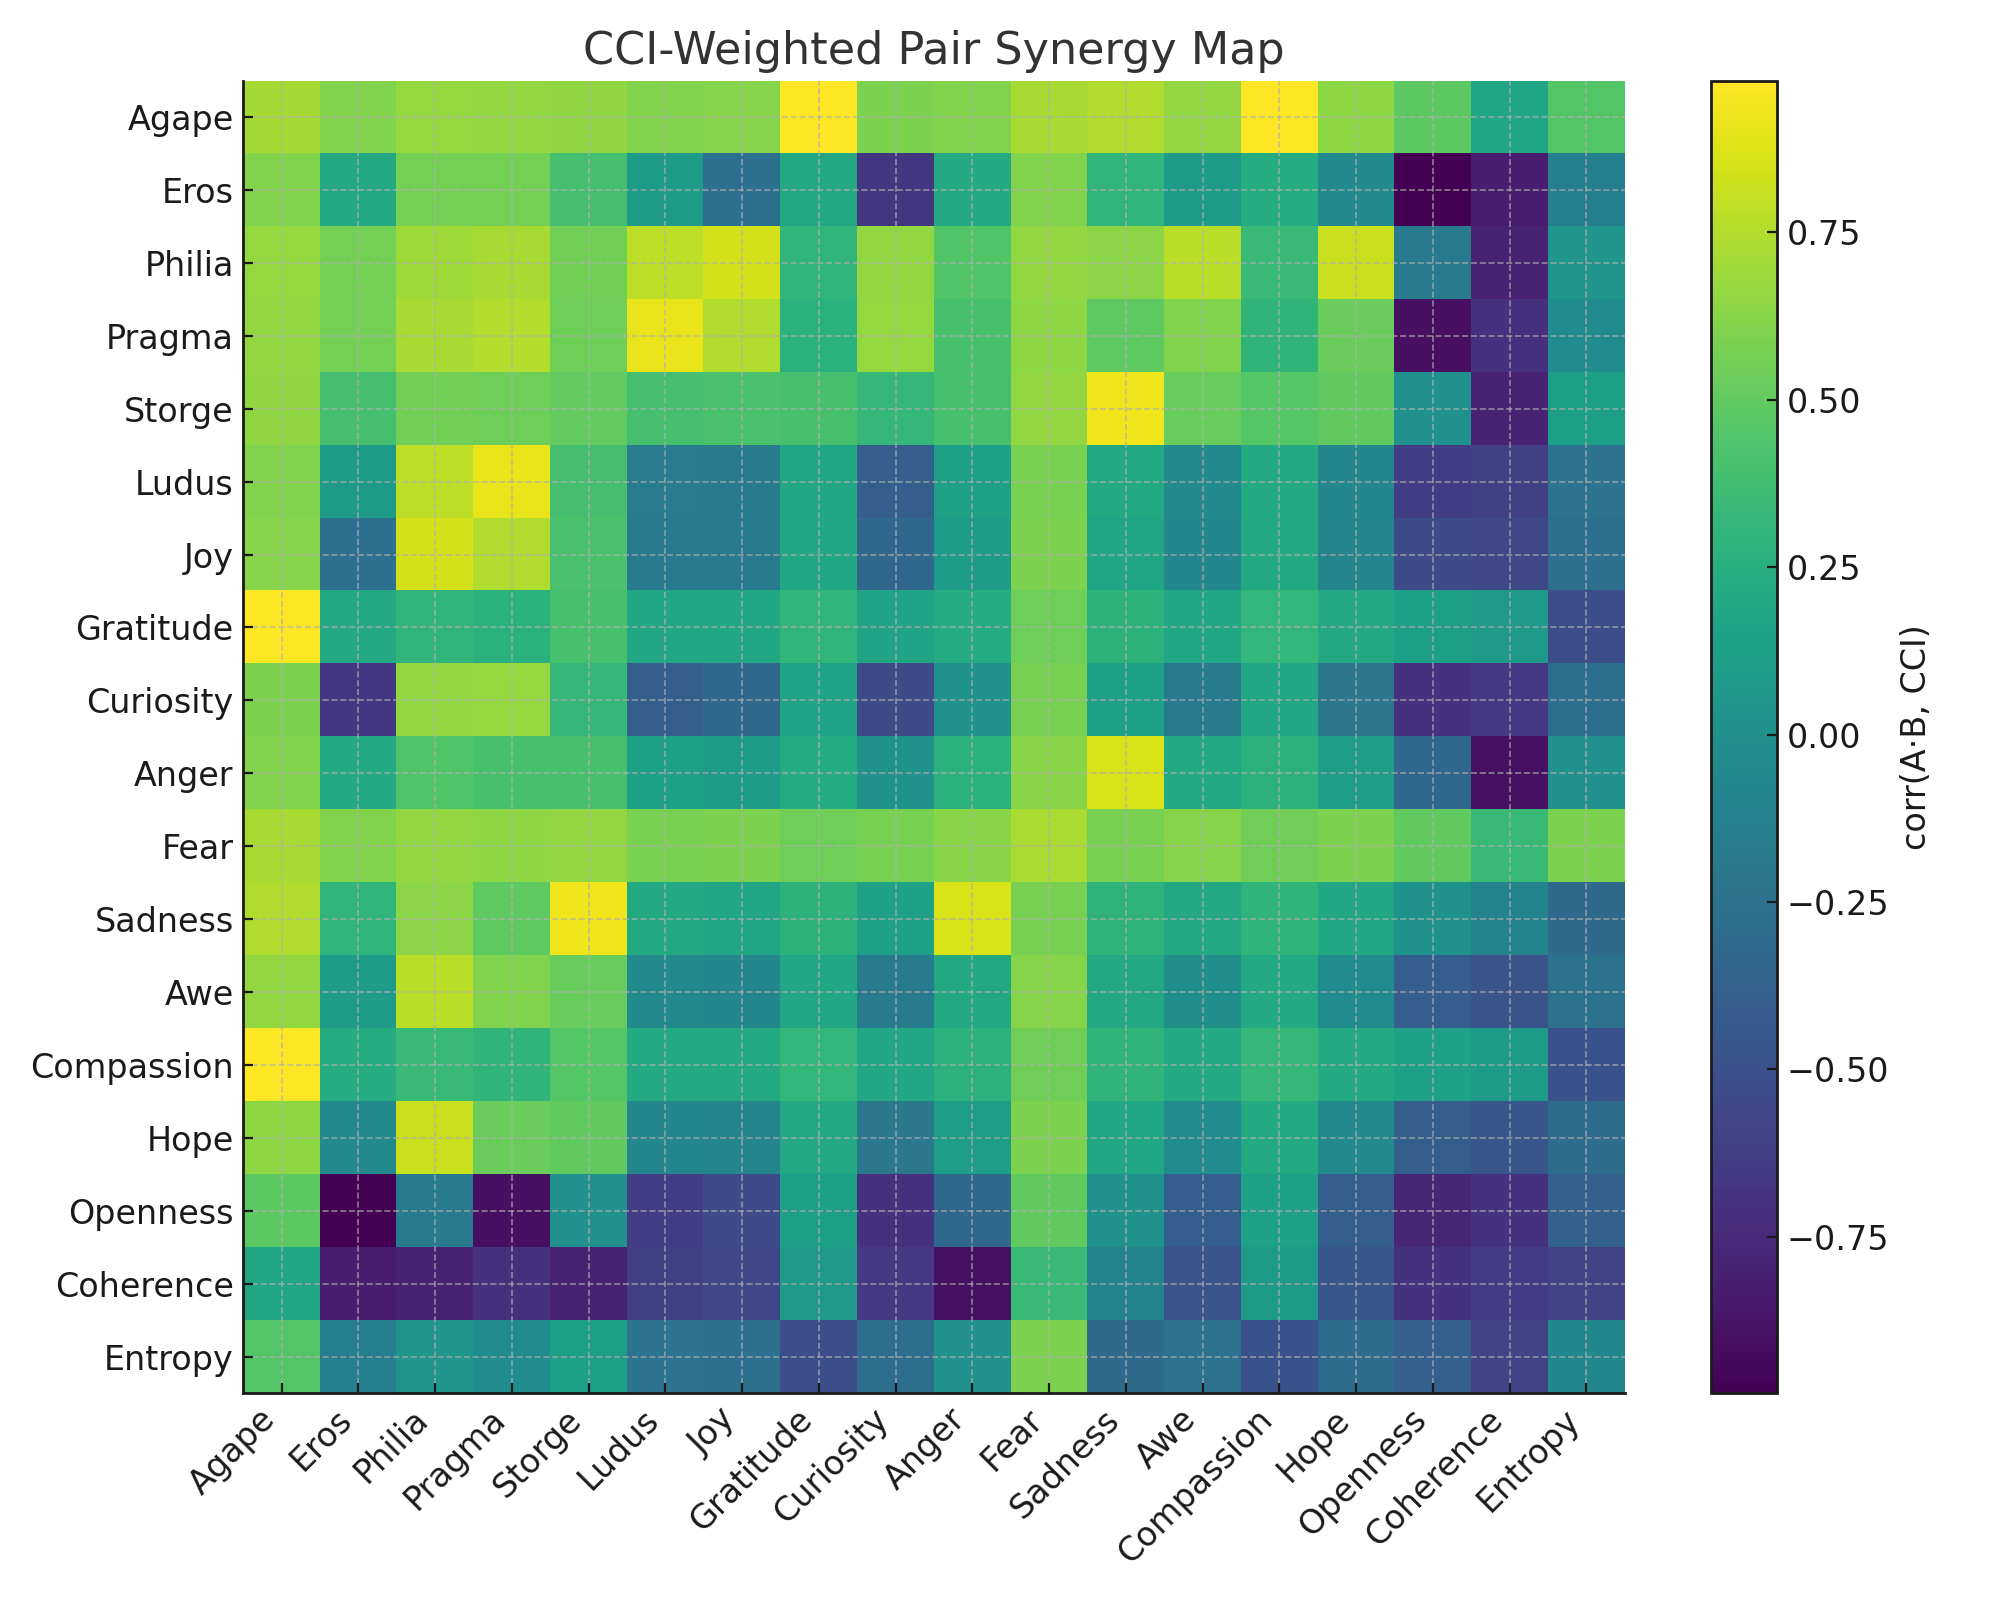 CCI-Weighted Pair Synergy Map
Agape
Eros
Philia
Pragma
Storge
Ludus
Joy
Gratitude
Curiosity
Anger
Fear
Sadness
Awe
Compassion
Hope
Openness
Coherence
Entropy
Agape
Eros
Philia
Pragma
Storge
Ludus
Joy
Gratitude
Curiosity
Anger
Fear
Sadness
Awe
Compassion
Hope
Openness
Coherence
Entropy
0.75
0.50
0.25
0.00
−0.25
−0.50
−0.75
corr(A·B, CCI)